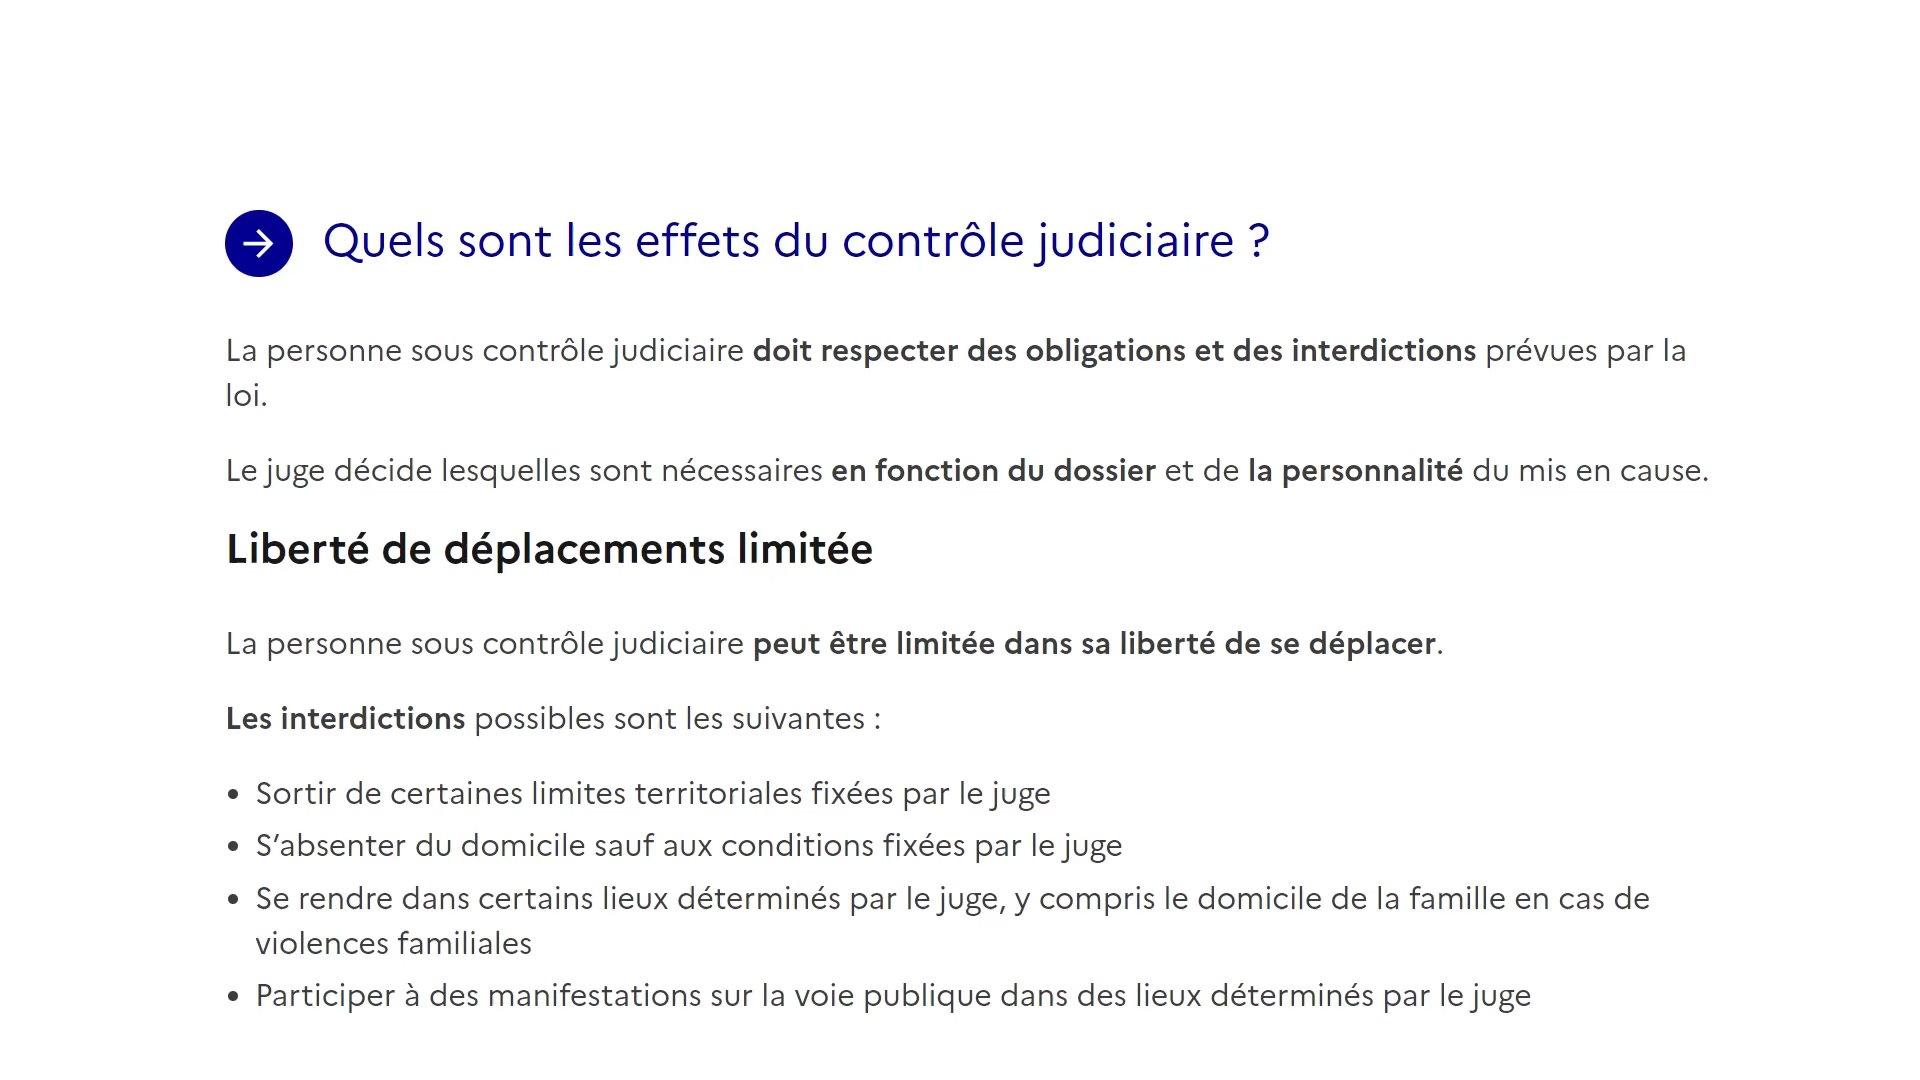 Quels sont les effets du contrôle judiciaire ?
La personne sous contrôle judiciaire doit respecter des obligations et des interdictions prévues par la
loi.
Le juge décide lesquelles sont nécessaires en fonction du dossier et de la personnalité du mis en cause.
Liberté de déplacements limitée
La personne sous contrôle judiciaire peut être limitée dans sa liberté de se déplacer.
Les interdictions possibles sont les suivantes :
• Sortir de certaines limites territoriales fixées par le juge
• S’absenter du domicile sauf aux conditions fixées par le juge
• Se rendre dans certains lieux déterminés par le juge, y compris le domicile de la famille en cas de
violences familiales
• Participer à des manifestations sur la voie publique dans des lieux déterminés par le juge